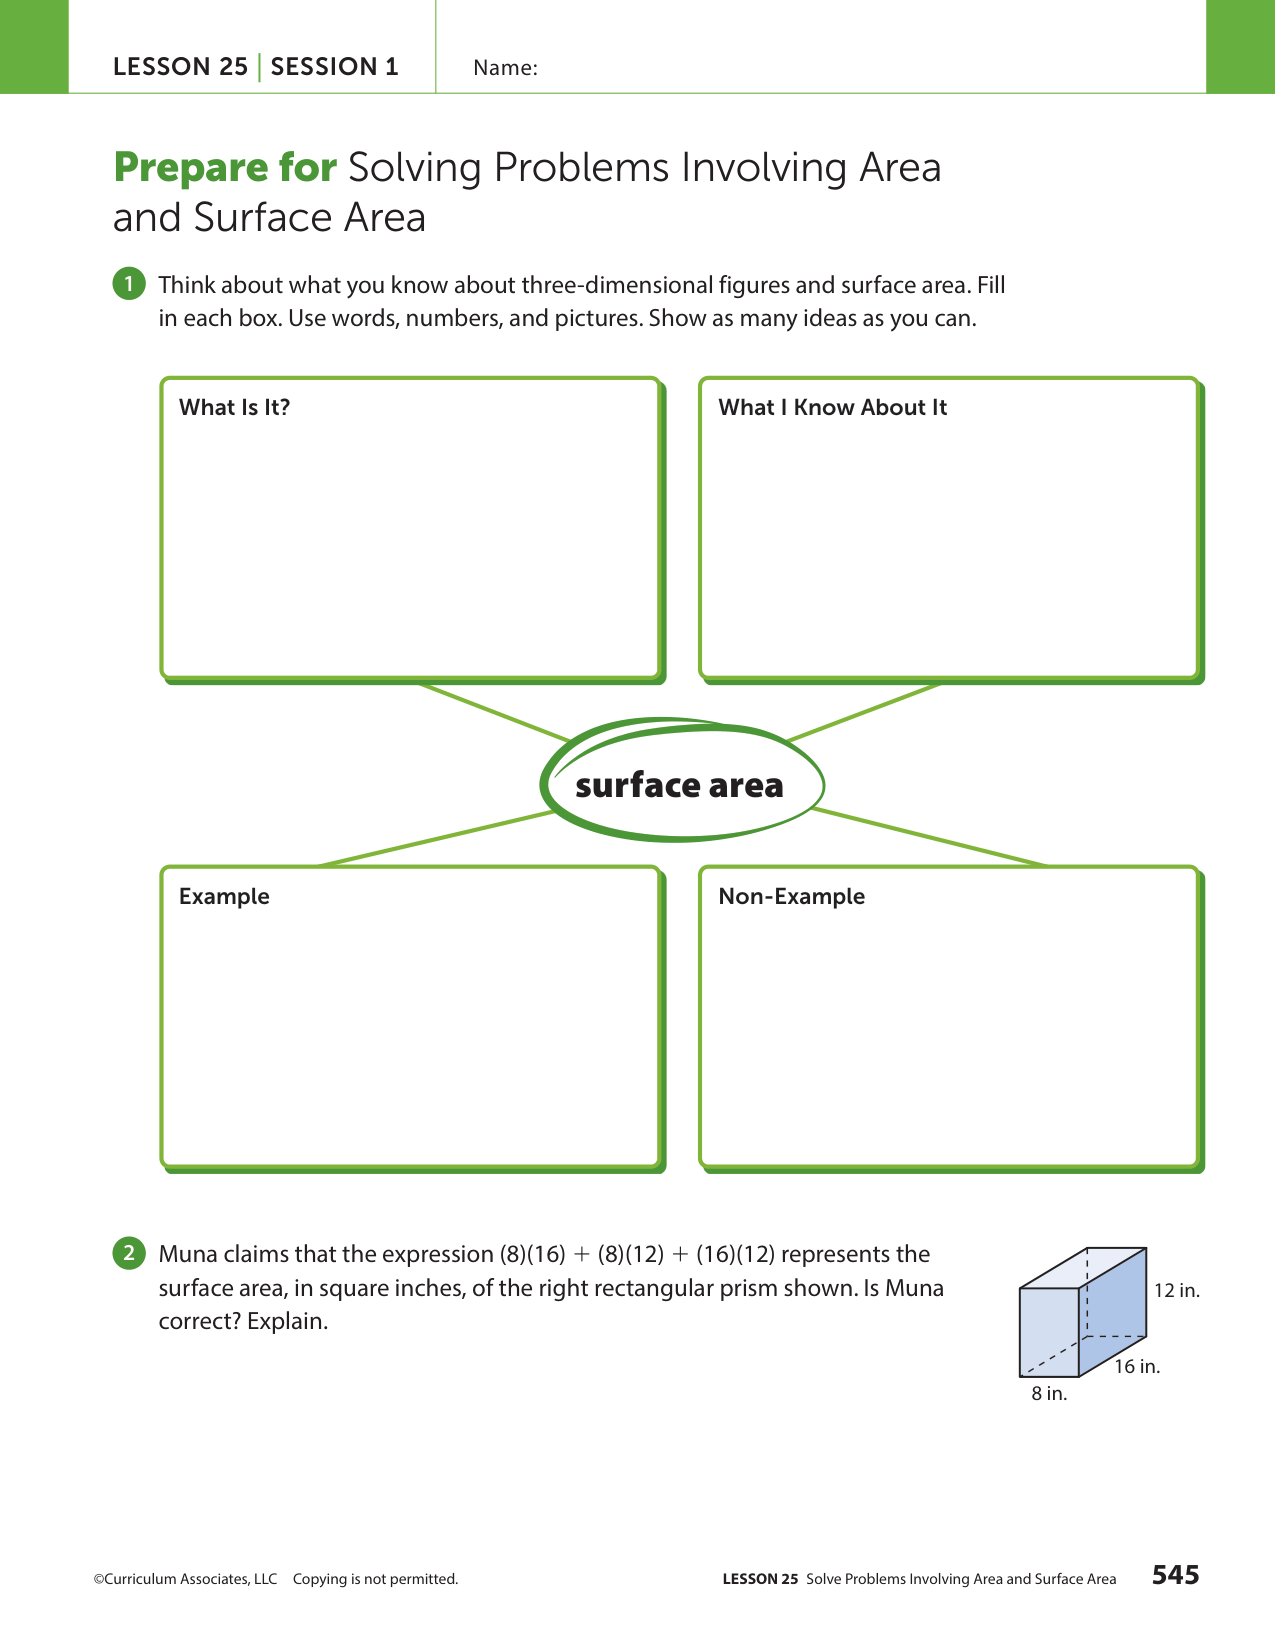 LESSON 25 | SESSION 1
Name:
Prepare for Solving Problems Involving Area
and Surface Area
1 Think about what you know about three-dimensional figures and surface area. Fill
in each box. Use words, numbers, and pictures. Show as many ideas as you can.
What Is It?
What I Know About It
surface area
Example
Non-Example
2 Muna claims that the expression (8)(16) + (8)(12) + (16)(12) represents the
surface area, in square inches, of the right rectangular prism shown. Is Muna
correct? Explain.
12 in.
16 in.
8 in.
©Curriculum Associates, LLC Copying is not permitted.
LESSON 25 Solve Problems Involving Area and Surface Area 545